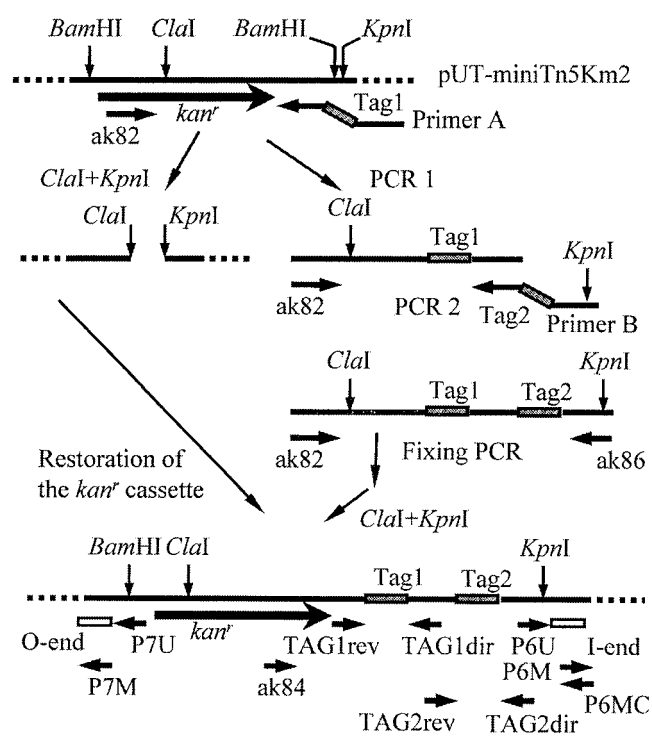 BamHI ClaI BamHI KpnI
pUT-miniTn5Km2
Tag1
kanʳ
Primer A
ak82
ClaI+KpnI
PCR 1
ClaI KpnI
ClaI
Tag1
KpnI
ak82
PCR 2
Tag2
Primer B
ClaI
KpnI
Tag1 Tag2
ak82
Fixing PCR
ak86
Restoration of
the kanʳ cassette
ClaI+KpnI
BamHI ClaI
KpnI
Tag1 Tag2
O-end P7U kanʳ TAG1rev TAG1dir P6U I-end
P7M ak84 P6M
P6MC
TAG2rev TAG2dir